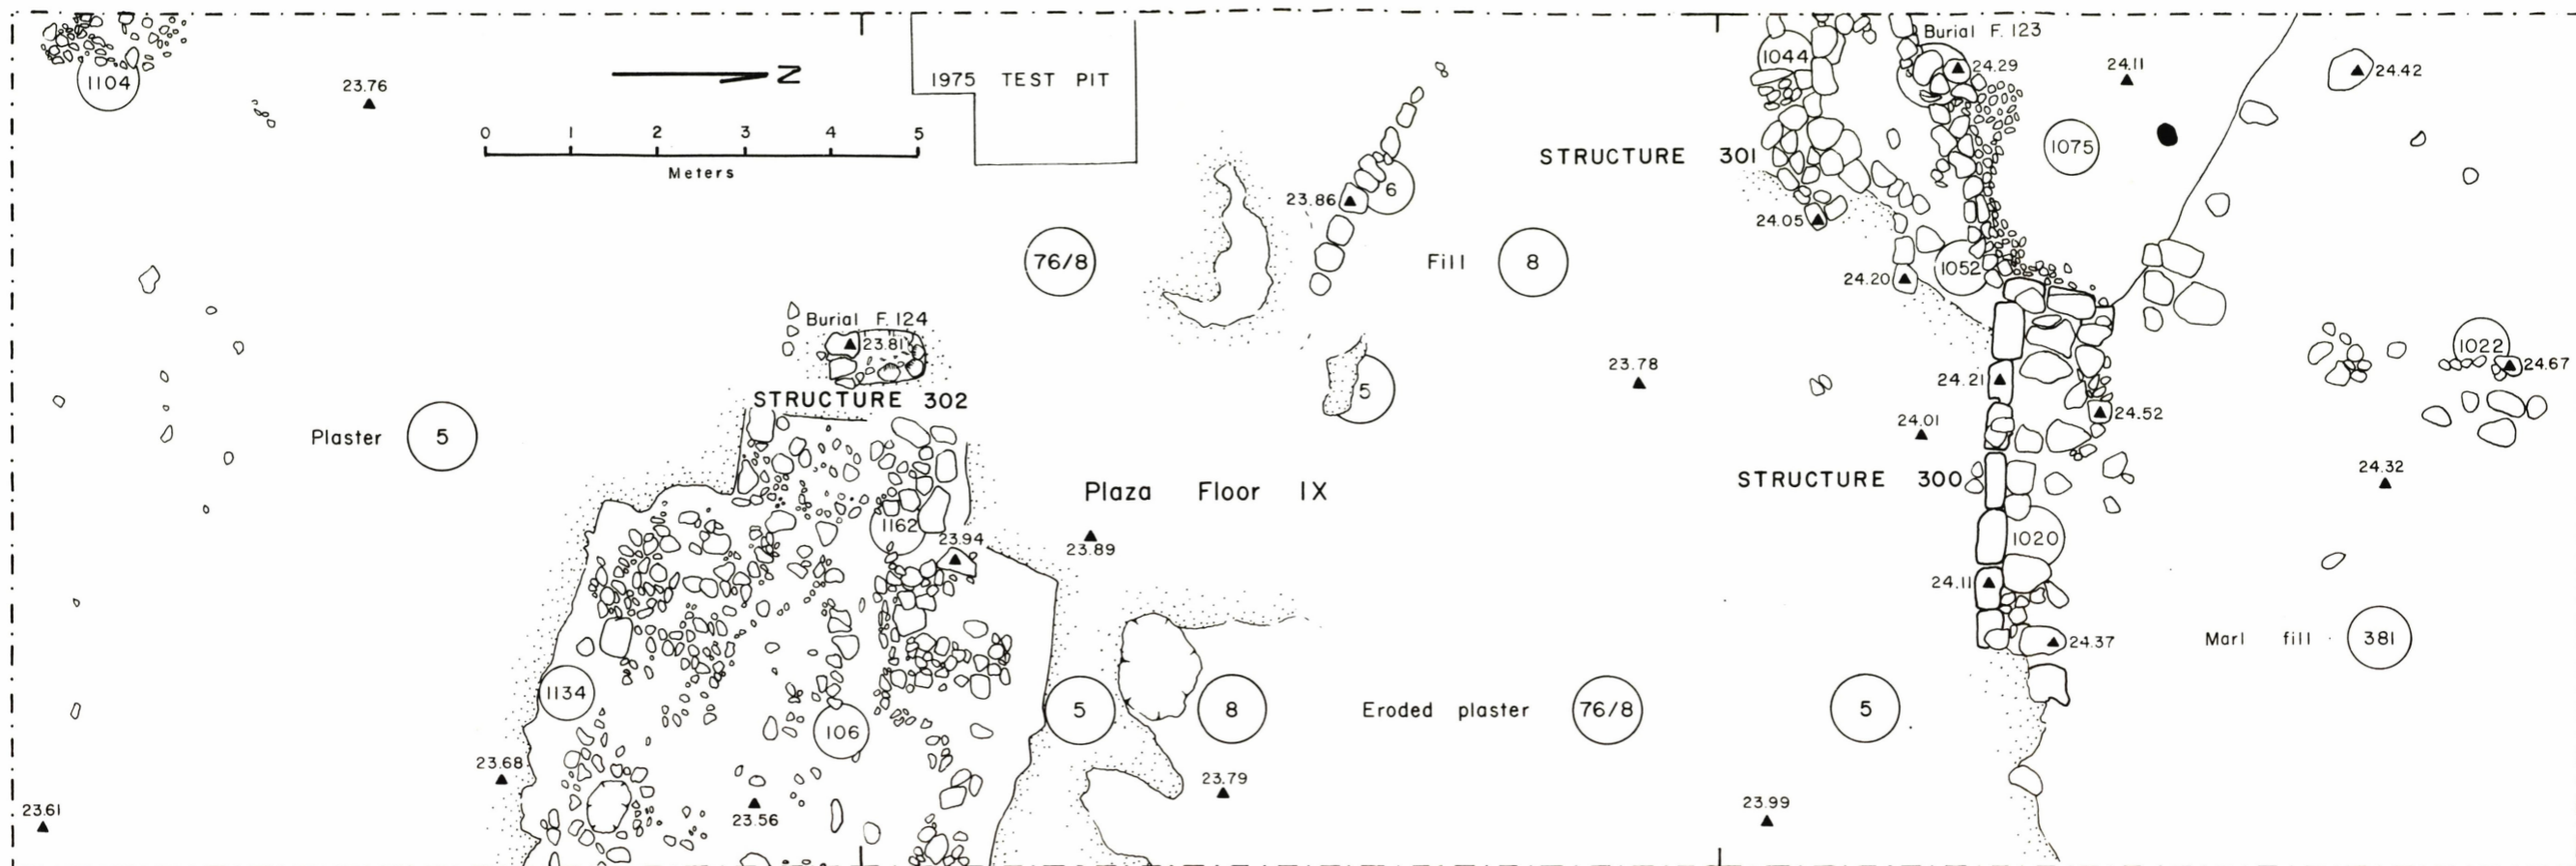 Burial F. 123
1044
24.29
24.11
24.42
1104
23.76
N
1975 TEST PIT
0 1 2 3 4 5
Meters
STRUCTURE 301
1075
6
23.86
24.05
76/8
Fill 8
1052
24.20
Burial F. 124
23.81
1022
24.67
23.78
24.21
5
STRUCTURE 302
24.52
24.01
Plaster 5
24.32
STRUCTURE 300
Plaza Floor IX
1162
23.94
23.89
1020
24.11
24.37
Marl fill 381
1134
5
8
Eroded plaster 76/8
5
106
23.68
23.79
23.61
23.56
23.99